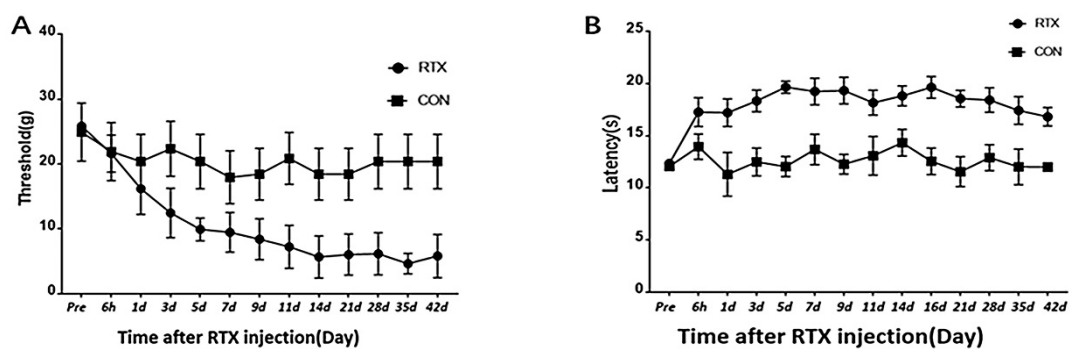 A
40
30
20
10
0
Threshold(g)
RTX
CON
Pre 6h 1d 3d 5d 7d 9d 11d 14d 21d 28d 35d 42d
Time after RTX injection(Day)
B
25
20
15
10
5
0
Latency(s)
RTX
CON
Pre 6h 1d 3d 5d 7d 9d 11d 14d 16d 21d 28d 35d 42d
Time after RTX injection(Day)